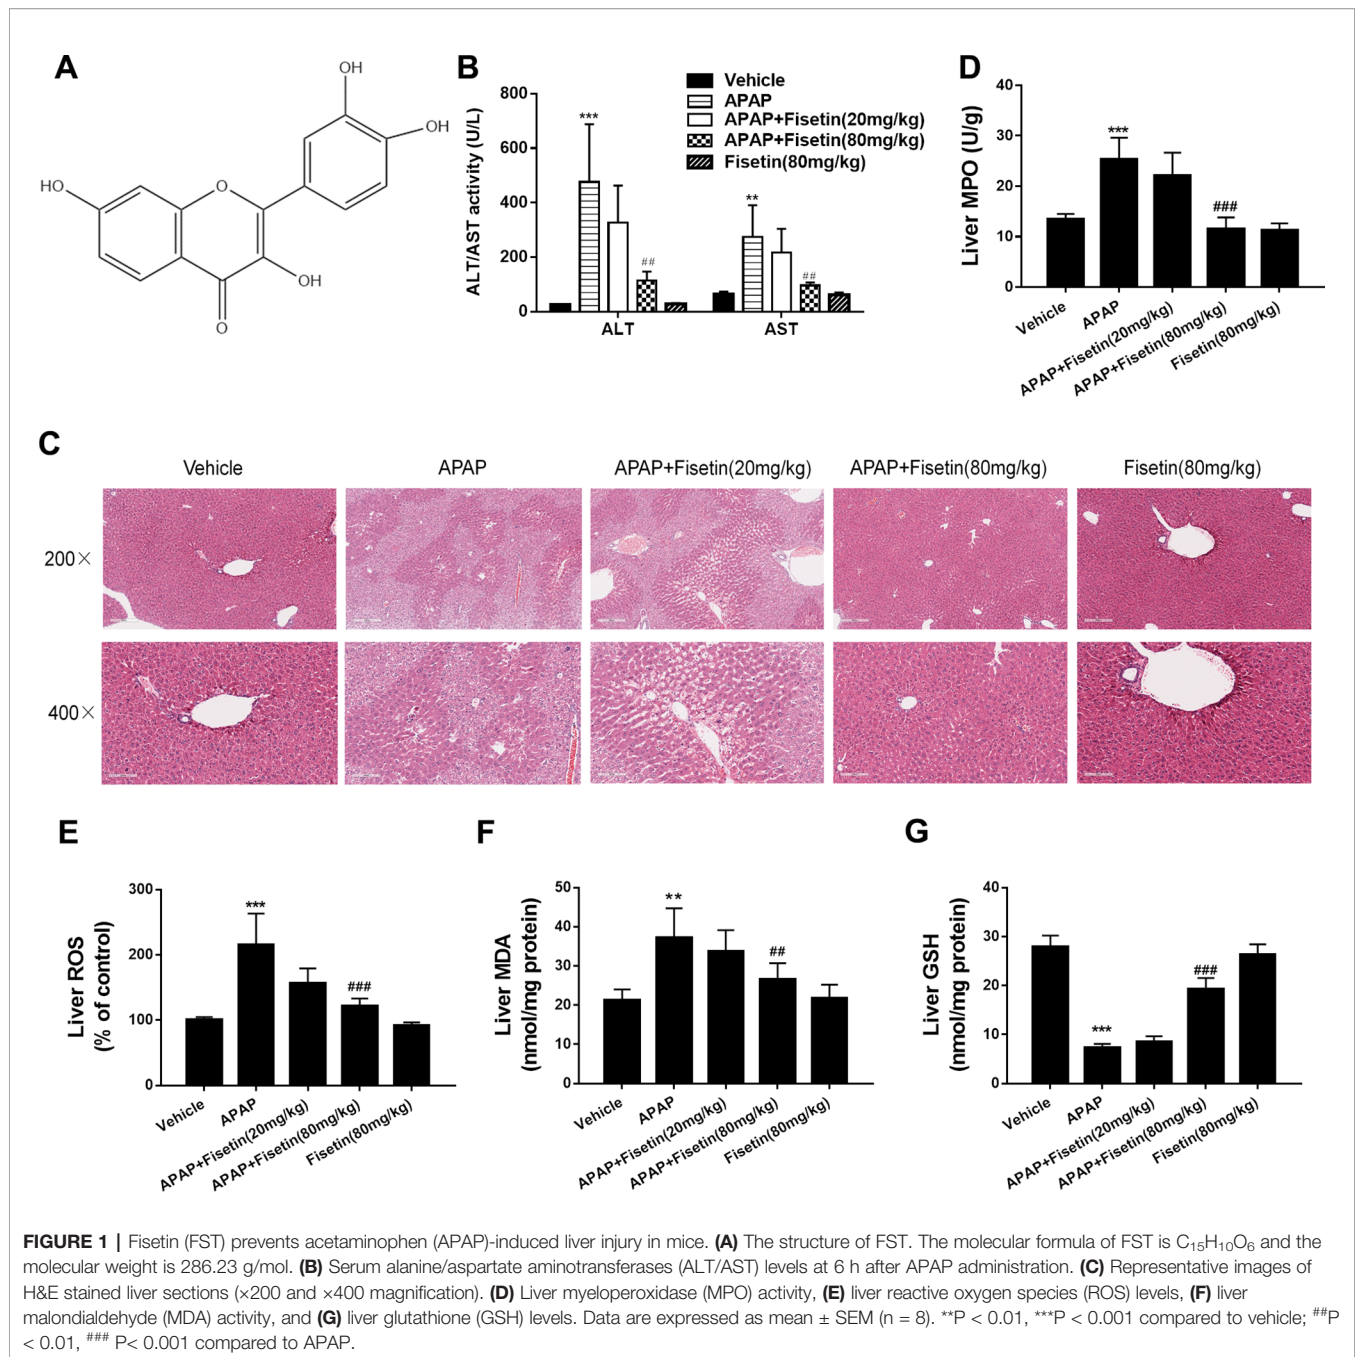 A
OH
OH
HO
O
OH
O
B
Vehicle
APAP
APAP+Fisetin(20mg/kg)
APAP+Fisetin(80mg/kg)
Fisetin(80mg/kg)
ALT/AST activity (U/L)
800
600
400
200
0
***
##
**
##
ALT
AST
D
Liver MPO (U/g)
40
30
20
10
0
***
###
Vehicle
APAP
APAP+Fisetin(20mg/kg)
APAP+Fisetin(80mg/kg)
Fisetin(80mg/kg)
C
Vehicle
APAP
APAP+Fisetin(20mg/kg)
APAP+Fisetin(80mg/kg)
Fisetin(80mg/kg)
200×
400×
E
Liver ROS
(% of control)
300
200
100
0
***
###
Vehicle
APAP
APAP+Fisetin(20mg/kg)
APAP+Fisetin(80mg/kg)
Fisetin(80mg/kg)
F
Liver MDA
(nmol/mg protein)
50
40
30
20
10
0
**
##
Vehicle
APAP
APAP+Fisetin(20mg/kg)
APAP+Fisetin(80mg/kg)
Fisetin(80mg/kg)
G
Liver GSH
(nmol/mg protein)
40
30
20
10
0
***
###
Vehicle
APAP
APAP+Fisetin(20mg/kg)
APAP+Fisetin(80mg/kg)
Fisetin(80mg/kg)
FIGURE 1 | Fisetin (FST) prevents acetaminophen (APAP)-induced liver injury in mice. (A) The structure of FST. The molecular formula of FST is C₁₅H₁₀O₆ and the
molecular weight is 286.23 g/mol. (B) Serum alanine/aspartate aminotransferases (ALT/AST) levels at 6 h after APAP administration. (C) Representative images of
H&E stained liver sections (×200 and ×400 magnification). (D) Liver myeloperoxidase (MPO) activity, (E) liver reactive oxygen species (ROS) levels, (F) liver
malondialdehyde (MDA) activity, and (G) liver glutathione (GSH) levels. Data are expressed as mean ± SEM (n = 8). **P < 0.01, ***P < 0.001 compared to vehicle; ##P
< 0.01, ### P< 0.001 compared to APAP.